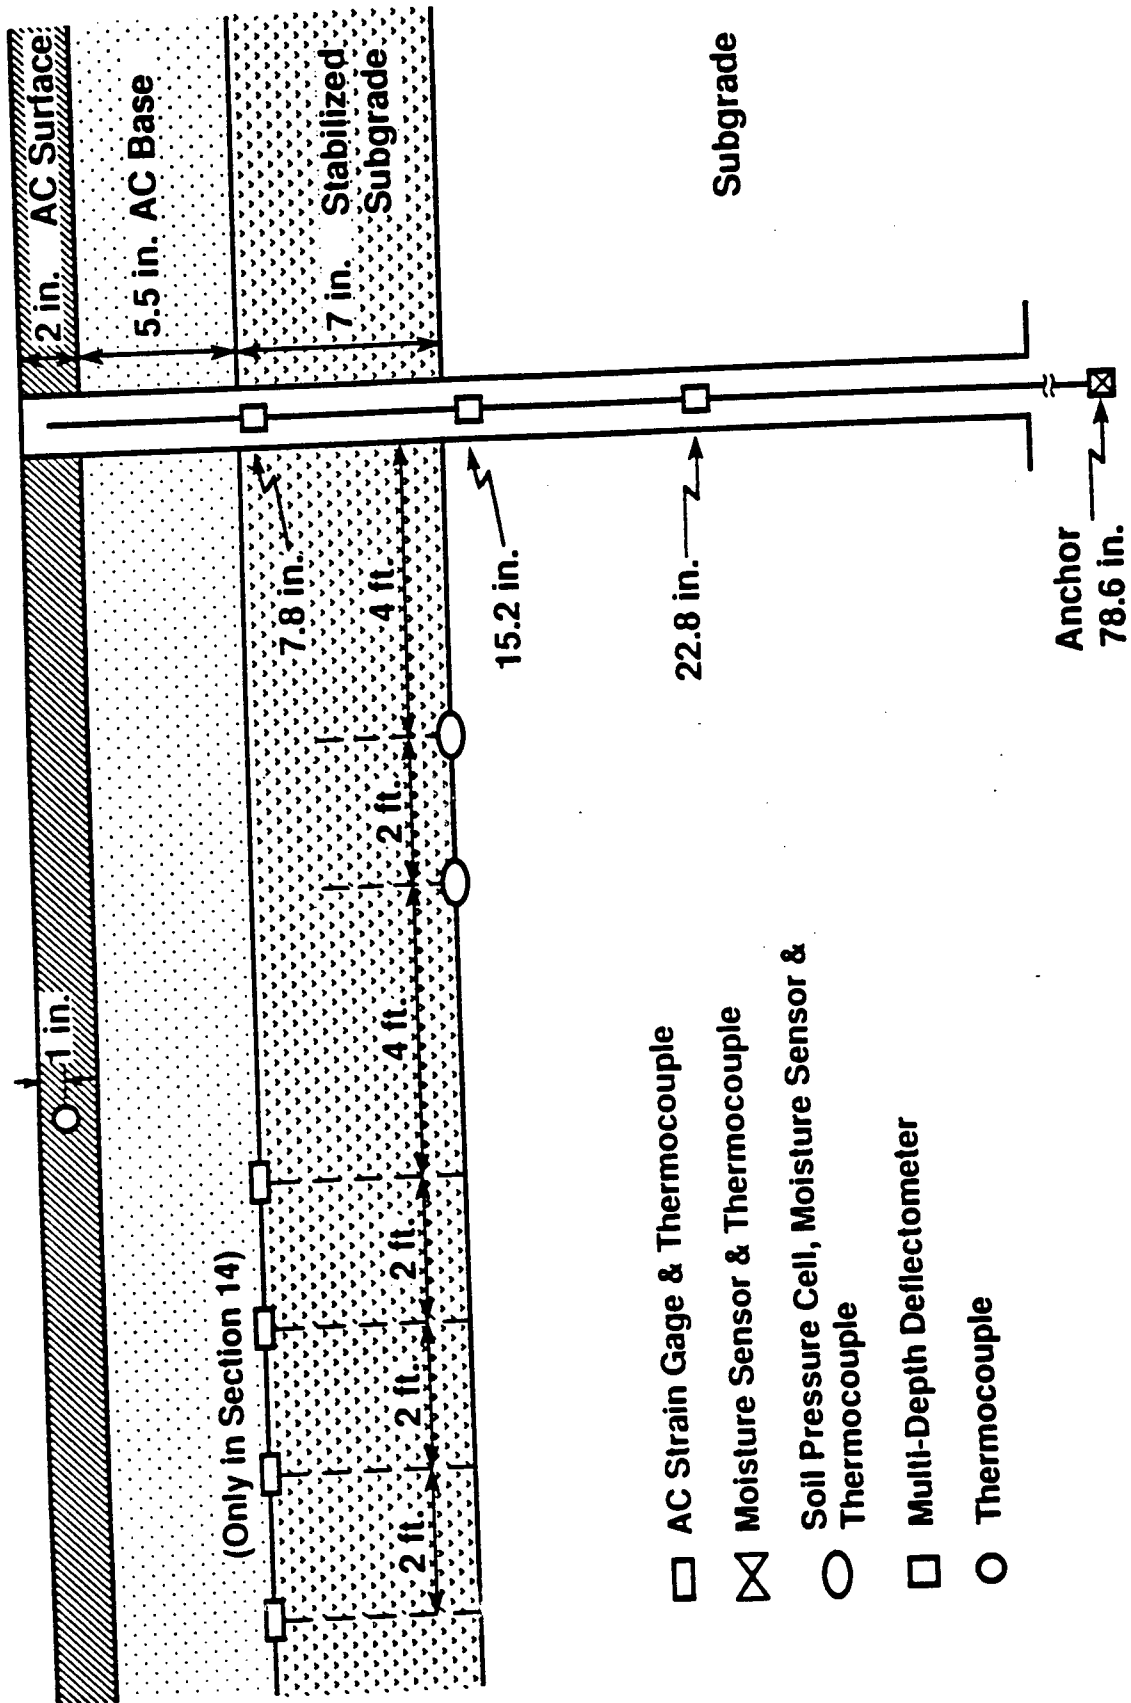 2 in. AC Surface
1 in.
5.5 in. AC Base
(Only in Section 14)
7 in. Stabilized
Subgrade
7.8 in.
2 ft.
2 ft.
2 ft.
4 ft.
2 ft.
4 ft.
15.2 in.
Subgrade
22.8 in.
Anchor
78.6 in.
AC Strain Gage & Thermocouple
Moisture Sensor & Thermocouple
Soil Pressure Cell, Moisture Sensor &
Thermocouple
Multi-Depth Deflectometer
Thermocouple